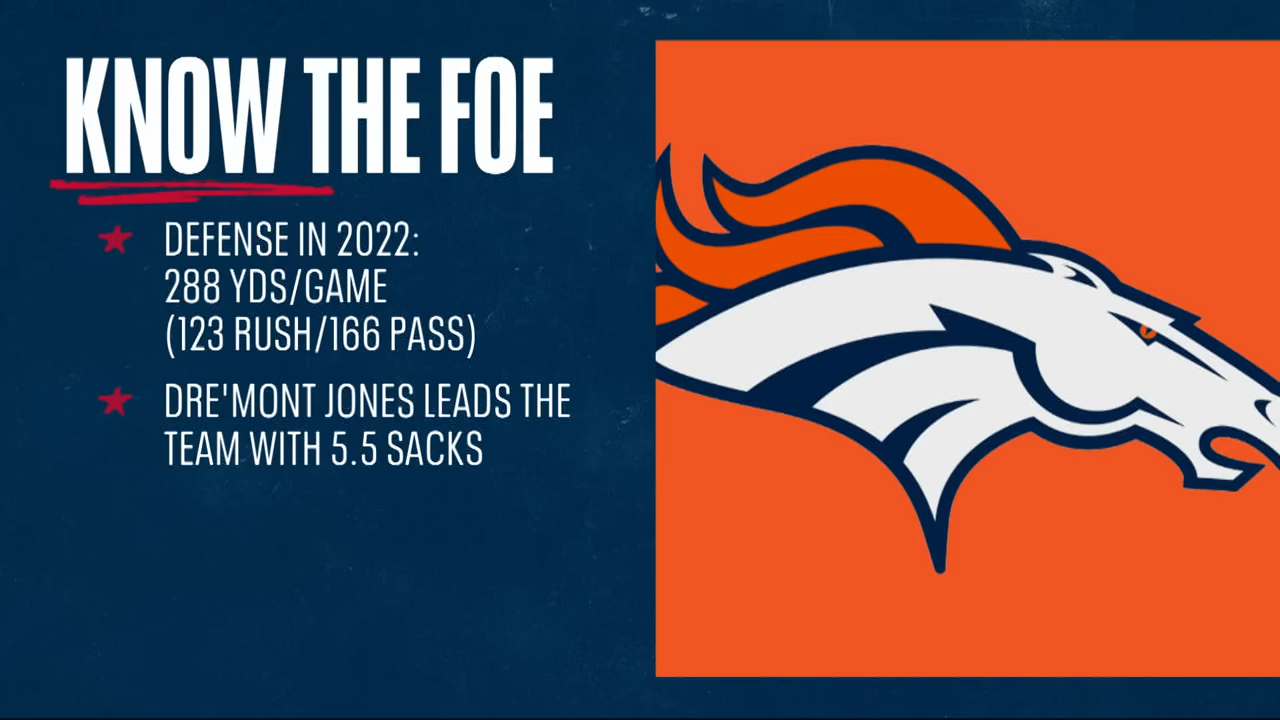 KNOW THE FOE
DEFENSE IN 2022:
288 YDS/GAME
(123 RUSH/166 PASS)
DRE'MONT JONES LEADS THE
TEAM WITH 5.5 SACKS